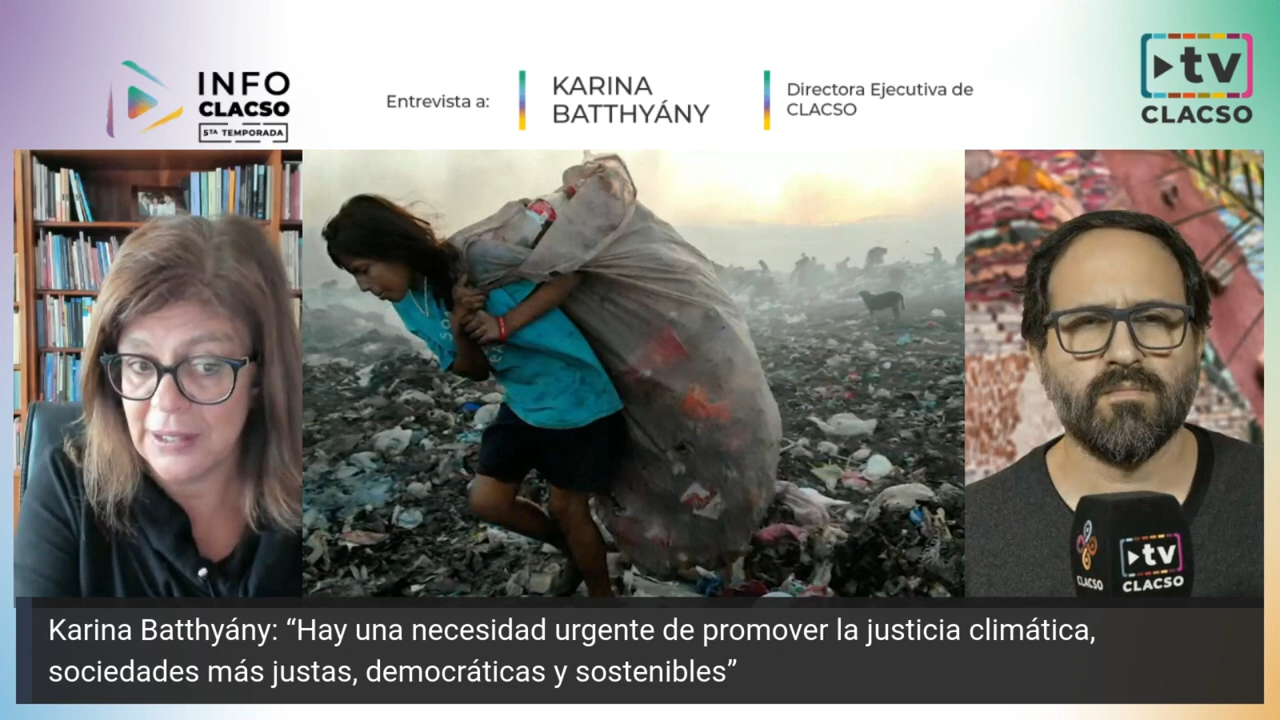 INFO
CLACSO
5TA TEMPORADA
Entrevista a:
KARINA
BATTHYÁNY
Directora Ejecutiva de
CLACSO
tv
CLACSO
CLACSO
tv
CLACSO
Karina Batthyány: “Hay una necesidad urgente de promover la justicia climática,
sociedades más justas, democráticas y sostenibles”